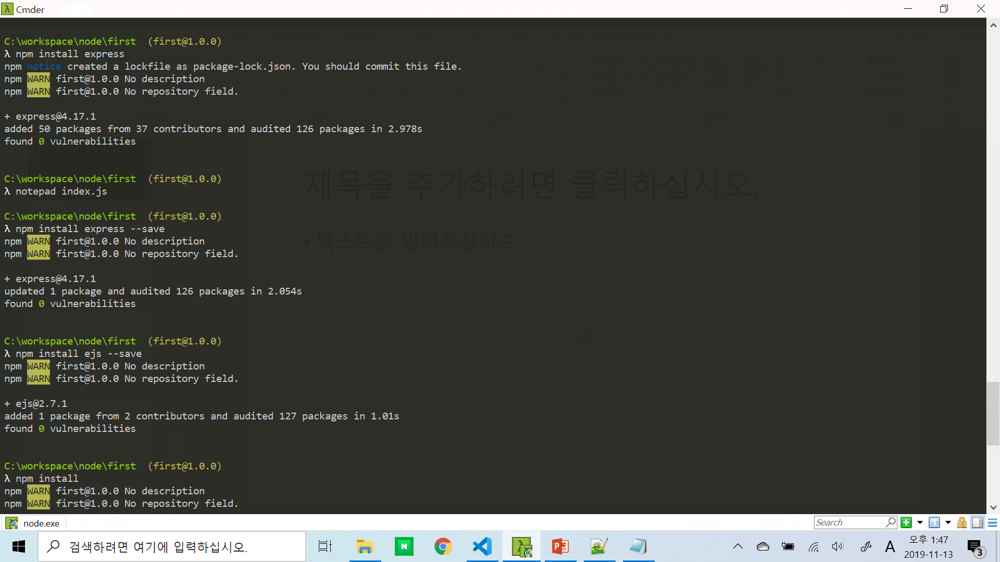 Cmder
C:\workspace\node\first (first@1.0.0)
λ npm install express
npm notice created a lockfile as package-lock.json. You should commit this file.
npm WARN first@1.0.0 No description
npm WARN first@1.0.0 No repository field.
+ express@4.17.1
added 50 packages from 37 contributors and audited 126 packages in 2.978s
found 0 vulnerabilities
C:\workspace\node\first (first@1.0.0)
λ notepad index.js
제목을 추가하려면 클릭하십시오.
C:\workspace\node\first (first@1.0.0)
λ npm install express --save
npm WARN first@1.0.0 No description
• 텍스트를 입력하십시오
npm WARN first@1.0.0 No repository field.
+ express@4.17.1
updated 1 package and audited 126 packages in 2.054s
found 0 vulnerabilities
C:\workspace\node\first (first@1.0.0)
λ npm install ejs --save
npm WARN first@1.0.0 No description
npm WARN first@1.0.0 No repository field.
+ ejs@2.7.1
added 1 package from 2 contributors and audited 127 packages in 1.01s
found 0 vulnerabilities
C:\workspace\node\first (first@1.0.0)
λ npm install
npm WARN first@1.0.0 No description
npm WARN first@1.0.0 No repository field.
node.exe
Search
검색하려면 여기에 입력하십시오.
A
오후 1:47
2019-11-13
3